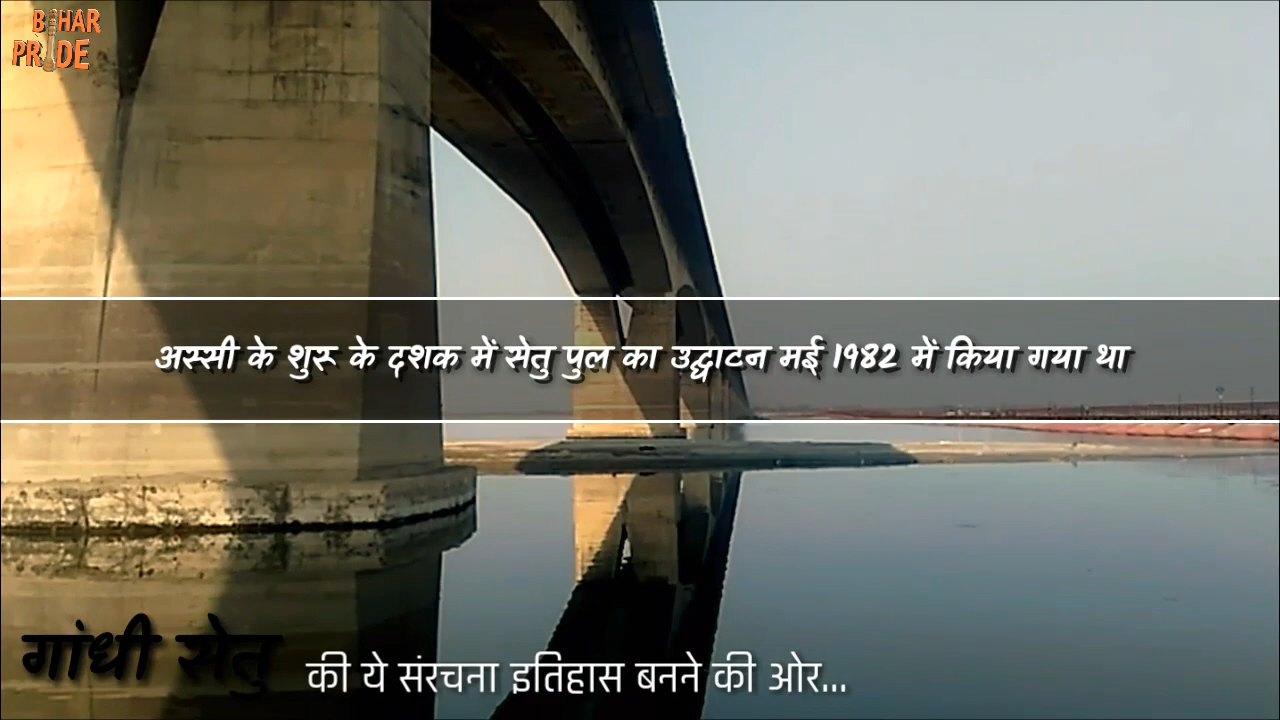 BIHAR
PRIDE
अस्सी के शुरू के दशक में सेतु पुल का उद्घाटन मई 1982 में किया गया था
गांधी सेतु की ये संरचना इतिहास बनने की ओर...